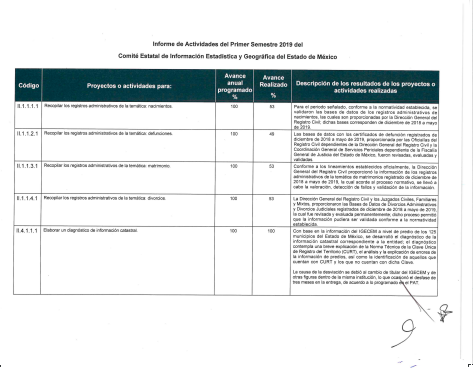 Informe de Actividades del Primer Semestre 2019 del
Comité Estatal de Información Estadística y Geográfica del Estado de México
Código
Proyectos o actividades para:
Avance
anual
programado
%
Avance
Realizado
%
Descripción de los resultados de los proyectos o
actividades realizadas
II.1.1.1.1
Recopilar los registros administrativos de la temática: nacimientos.
100
93
Para el periodo señalado, conforme a la normatividad establecida, se
validaron las bases de datos de los registros administrativos de
nacimientos, las cuales son proporcionadas por la Dirección General del
Registro Civil; dichas bases corresponden de diciembre de 2018 a mayo
de 2019.
II.1.1.2.1
Recopilar los registros administrativos de la temática: defunciones.
100
Las bases de datos con los certificados de defunción registrados de
diciembre de 2018 a mayo de 2019, proporcionada por las Oficialías del
Registro Civil dependientes de la Dirección General del Registro Civil y la
Coordinación General de Servicios Periciales dependiente de la Fiscalía
General de Justicia del Estado de México, fueron revisadas, evaluadas y
validadas
II.1.1.3.1
Recopilar los registros administrativos de la temática: matrimonio.
100
53
Conforme a los lineamientos establecidos oficialmente, la Dirección
General del Registro Civil proporcionó la información de los registros
administrativos de la temática de matrimonios registrados de diciembre de
2018 a mayo de 2019, la cual acorde al proceso normativo, se llevó a
cabo la valoración, detección de fallos y validación de la información.
II.1.1.4.1
Recopilar los registros administrativos de la temática: divorcios.
100
93
La Dirección General del Registro Civil y los Juzgados Civiles, Familiares
y Mixtos, proporcionaron las Bases de Datos de Divorcios Administrativos
y Divorcios Judiciales registrados de diciembre de 2018 a mayo de 2019,
la cual fue revisada y evaluada permanentemente; dicho proceso permitió
que la información pudiera ser validada conforme a la normatividad
establecida.
II.4.1.1.1
Elaborar un diagnóstico de información catastral.
100
100
Con base en la información del IGECEM a nivel de predio de los 125
municipios del Estado de México, se desarrolló el diagnóstico de la
información catastral correspondiente a la entidad; el diagnóstico
contempla una breve explicación de la Norma Técnica de la Clave Única
de Registro del Territorio (CURT), el análisis y la explicación de errores de
la información de predios, así como la identificación de aquellos que
cuentan con CURT y los que no cuentan con dicha Clave.
La causa de la desviación se debió al cambio de titular del IGECEM y de
otras figuras dentro de la misma institución, lo que ocasionó el desfase de
tres meses en la entrega, de acuerdo a lo programado en el PAT